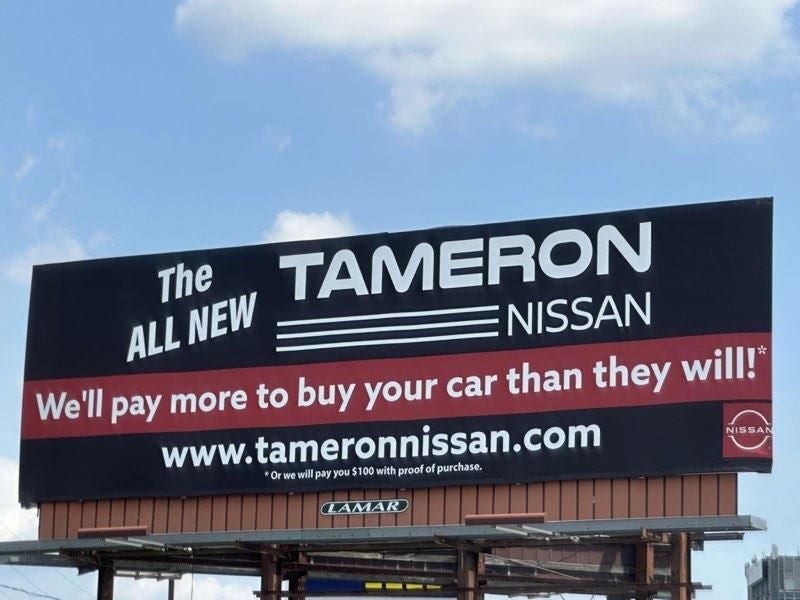 The
ALL NEW
TAMERON
NISSAN
We'll pay more to buy your car than they will!*
www.tameronnissan.com
* Or we will pay you $100 with proof of purchase.
NISSAN
LAMAR